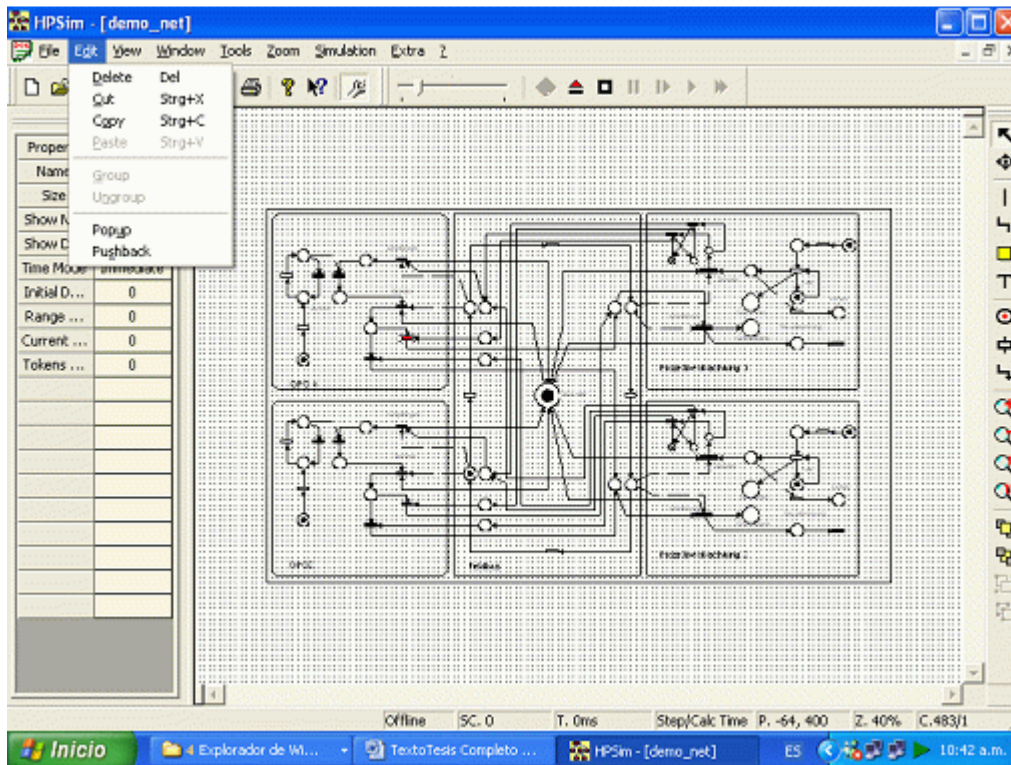 HPSim - [demo_net]
File Edit View Window Tools Zoom Simulation Extra ?
Delete Del
Cut Strg+X
Copy Strg+C
Paste Strg+V
Group
Ungroup
Popup
Pushback
Proper
Name
Size
Show N
Show D
Time Mode Immediate
Initial D... 0
Range ... 0
Current ... 0
Tokens ... 0
Feldbus
Offline SC. 0 T. 0ms Step/Calc Time P. -64, 400 Z. 40% C.483/1
Inicio 4 Explorador de Wi... TextoTesis Completo ... HPSim - [demo_net] ES 10:42 a.m.